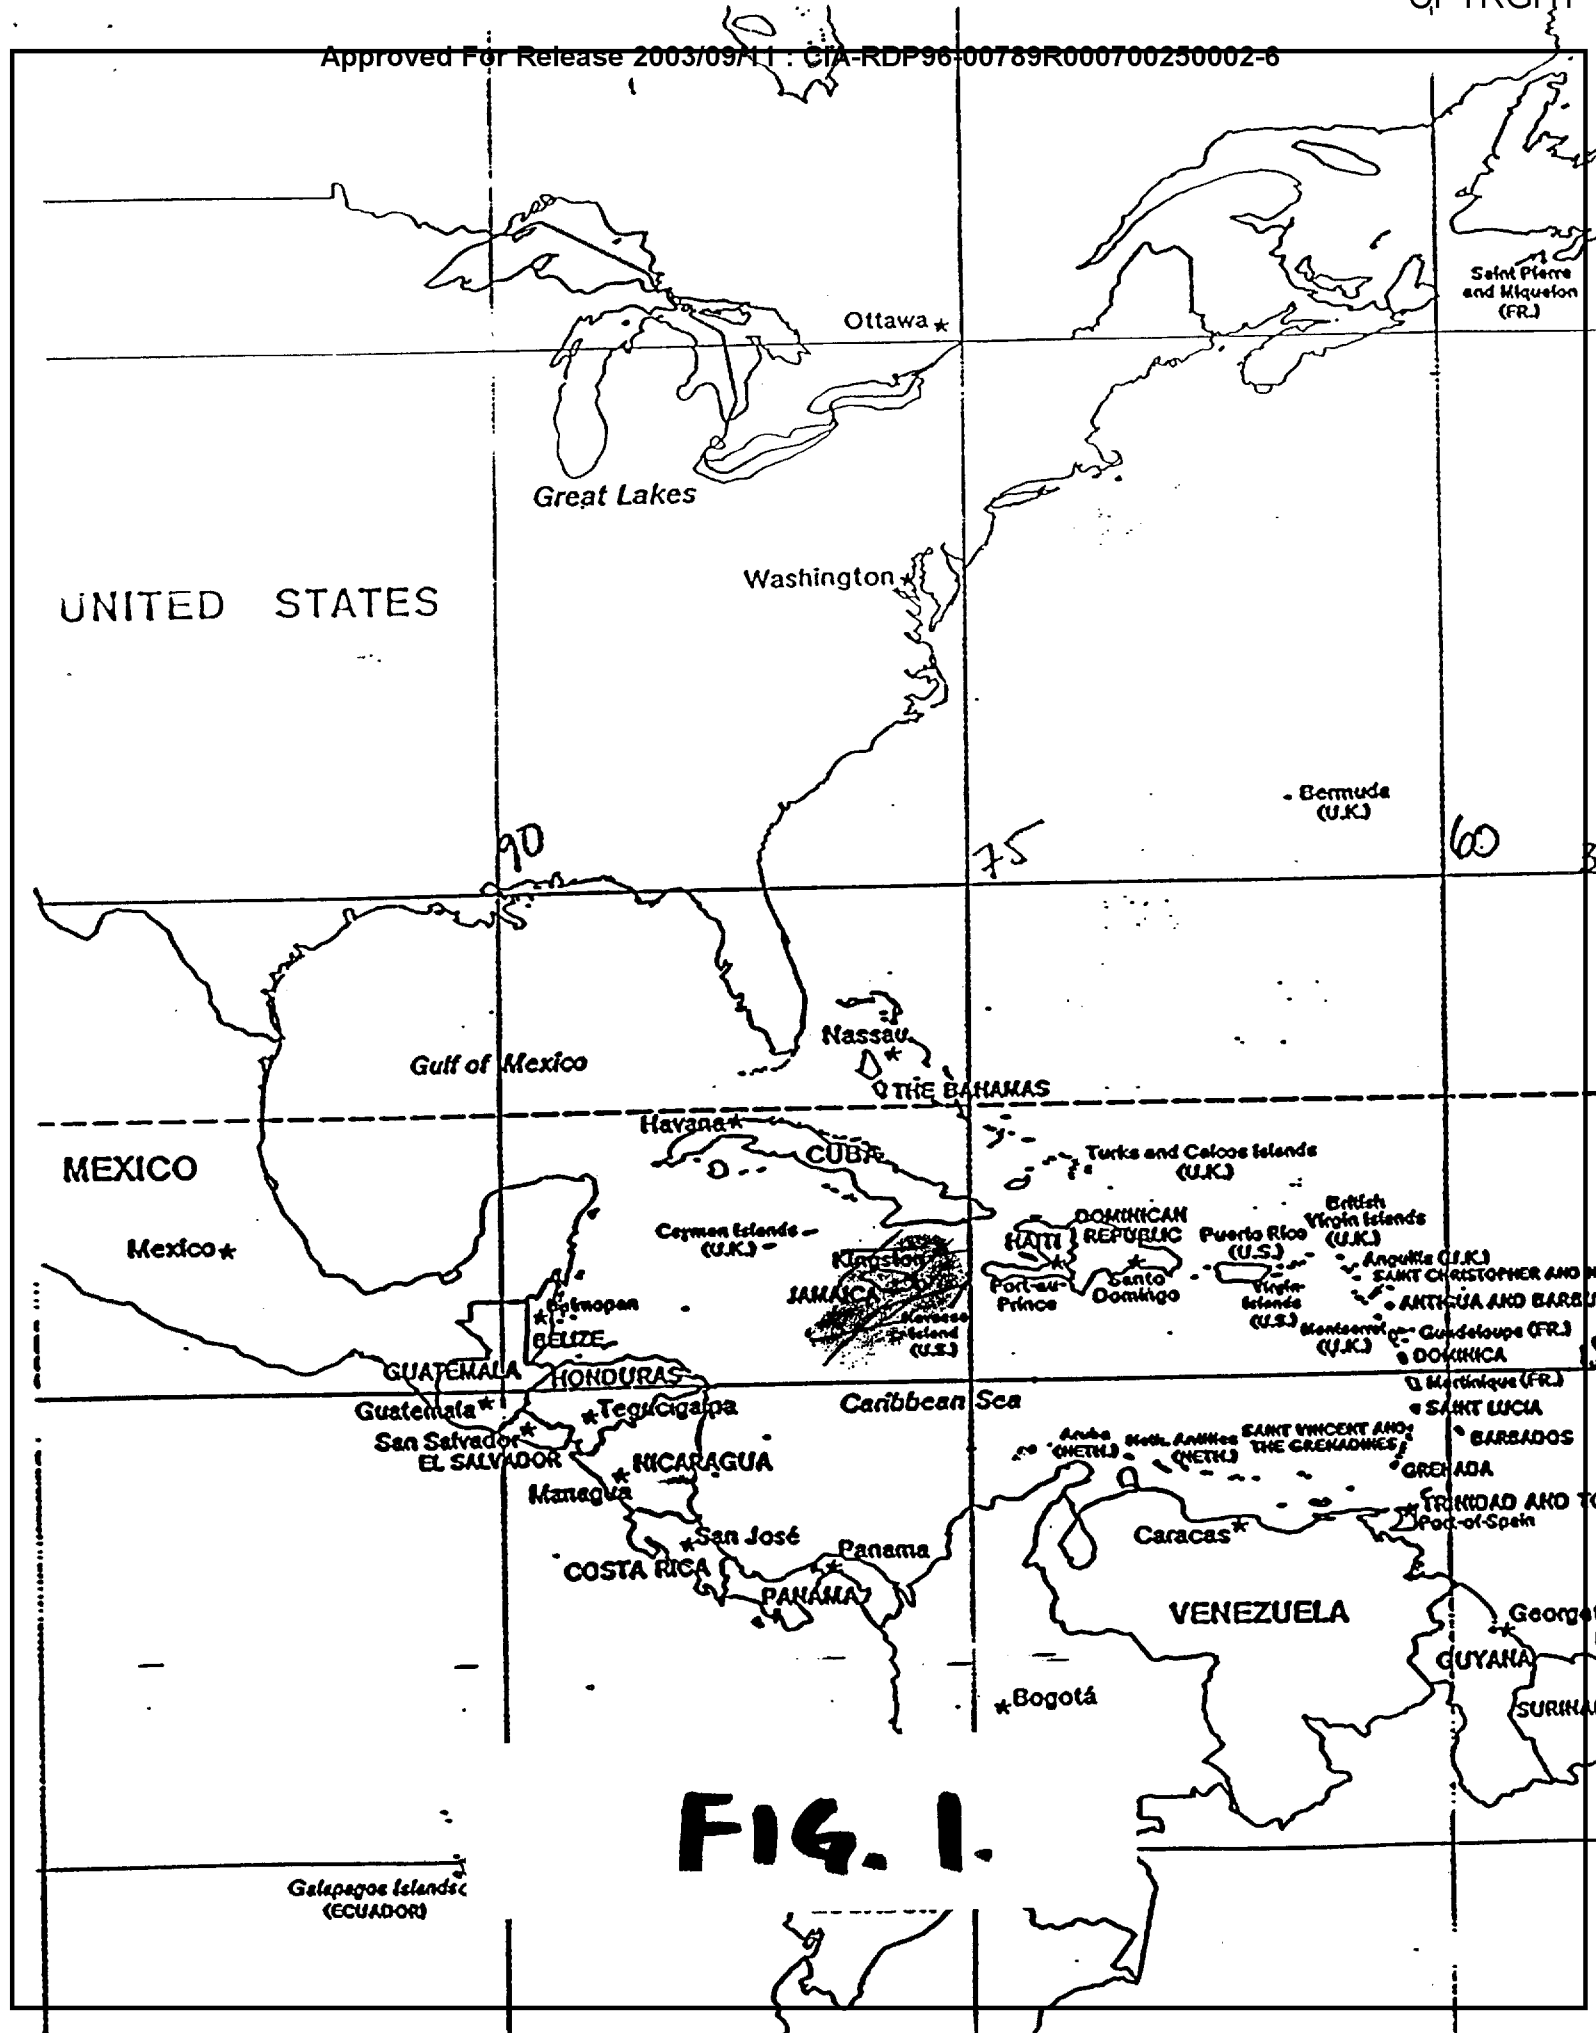 Approved For Release 2003/09/11 : CIA-RDP96-00789R000700250002-6
Saint Pierre
and Miquelon
(FR.)
Ottawa
Great Lakes
Washington
UNITED STATES
Bermuda
(U.K.)
90
75
60
Nassau
Gulf of Mexico
THE BAHAMAS
Havana
CUBA
MEXICO
Turks and Caicos Islands
(U.K.)
British
Virgin Islands
(U.K.)
DOMINICAN
REPUBLIC
HAITI
Puerto Rico
(U.S.)
Cayman Islands
(U.K.)
Mexico
Kingston
Anguilla (U.K.)
SAINT CHRISTOPHER AND
Port-au-
Prince
Santo
Domingo
Virgin
Islands
(U.S.)
JAMAICA
ANTIGUA AND
Belmopan
Navassa
Island
(U.S.)
BELIZE
Montserrat
(U.K.)
Guadeloupe (FR.)
DOMINICA
GUATEMALA
HONDURAS
Martinique (FR.)
Caribbean Sea
Guatemala
Tegucigalpa
SAINT LUCIA
San Salvador
EL SALVADOR
Aruba
(NETH.)
Neth. Antilles
(NETH.)
SAINT VINCENT AND
THE GRENADINES
BARBADOS
NICARAGUA
GRENADA
Managua
TRINIDAD AND
Port-of-Spain
San José
Caracas
Panama
COSTA RICA
PANAMA
VENEZUELA
GUYANA
Bogotá
FIG. 1.
Galapagos Islands
(ECUADOR)